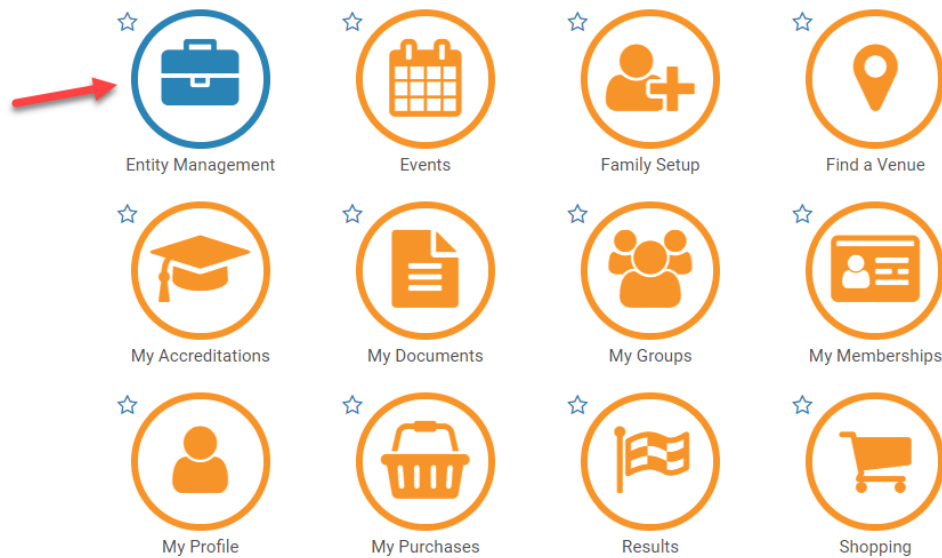 Entity Management
Events
Family Setup
Find a Venue
My Accreditations
My Documents
My Groups
My Memberships
My Profile
My Purchases
Results
Shopping